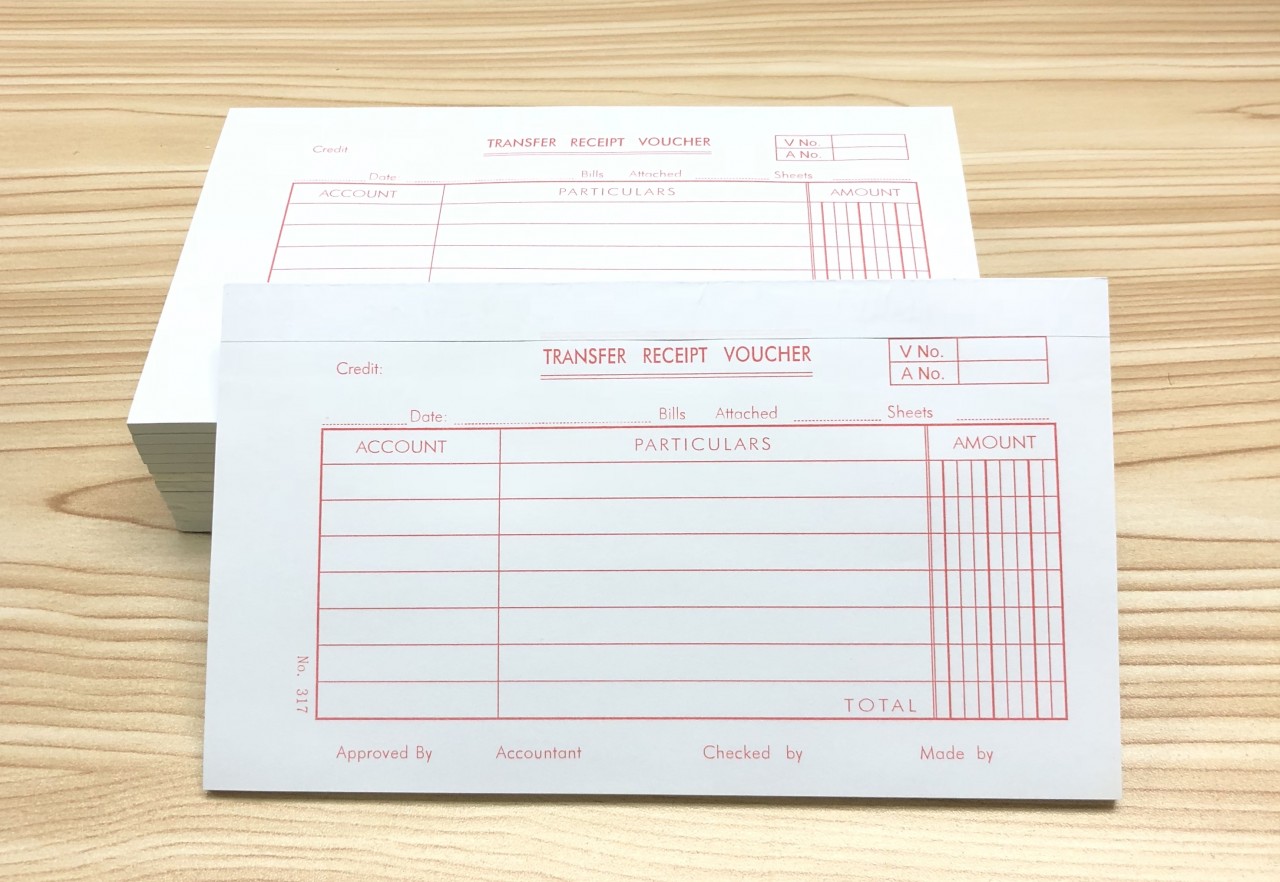 TRANSFER RECEIPT VOUCHER
Credit
V No.
A No.
Date Bills Attached Sheets
ACCOUNT PARTICULARS AMOUNT
TRANSFER RECEIPT VOUCHER
Credit:
V No.
A No.
Date: Bills Attached Sheets
ACCOUNT PARTICULARS AMOUNT
TOTAL
No. 317
Approved By Accountant Checked by Made by